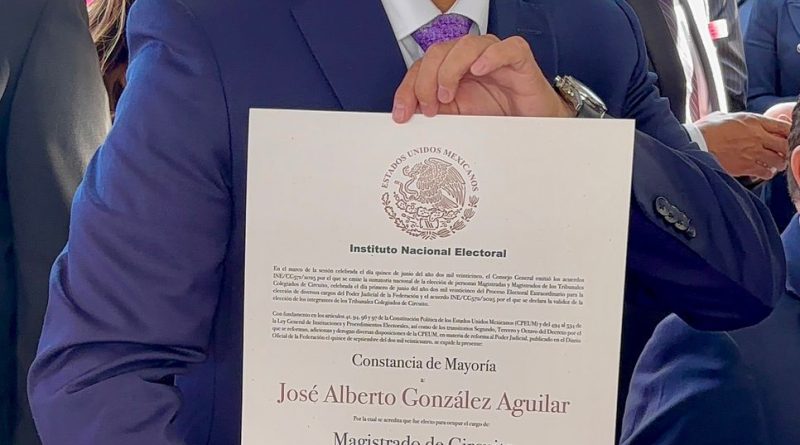 ESTADOS UNIDOS MEXICANOS
Instituto Nacional Electoral
En el marco de la sesión celebrada el día quince de junio del año dos mil veinticinco, el Consejo General emitió los acuerdos
INE/CG571/2025 por el que se emite la sumatoria nacional de la elección de personas Magistradas y Magistrados de los Tribunales
Colegiados de Circuito, celebrada el día primero de junio del año dos mil veinticinco del Proceso Electoral Extraordinario para la
elección de diversos cargos del Poder Judicial de la Federación y el acuerdo INE/CG572/2025 por el que se declara la validez de la
elección de los integrantes de los Tribunales Colegiados de Circuito.
Con fundamento en los artículos 41, 94, 96 y 97 de la Constitución Política de los Estados Unidos Mexicanos (CPEUM) y del 494 al 534 de
la Ley General de Instituciones y Procedimientos Electorales, así como de los transitorios Segundo, Tercero y Octavo del Decreto por el
que se reforman, adicionan y derogan diversas disposiciones de la CPEUM, en materia de reforma al Poder Judicial, publicado en el Diario
Oficial de la Federación el quince de septiembre del dos mil veinticuatro, se expide la presente:
Constancia de Mayoría
a:
José Alberto González Aguilar
Por la cual se acredita que fue electo para ocupar el cargo de:
Magistrado de Circuito